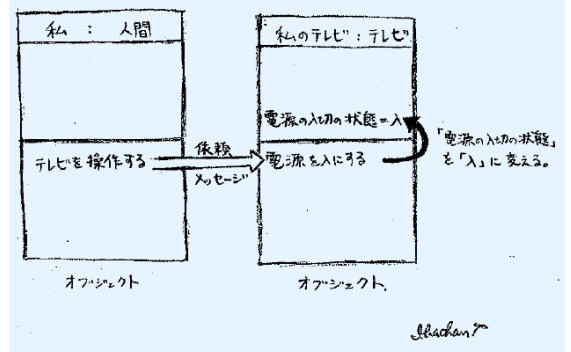 私 : 人間
私のテレビ : テレビ
電源の入切の状態=入
テレビを操作する
依頼
メッセージ
電源を入にする
「電源の入切の状態」
を「入」に変える。
オブジェクト
オブジェクト.